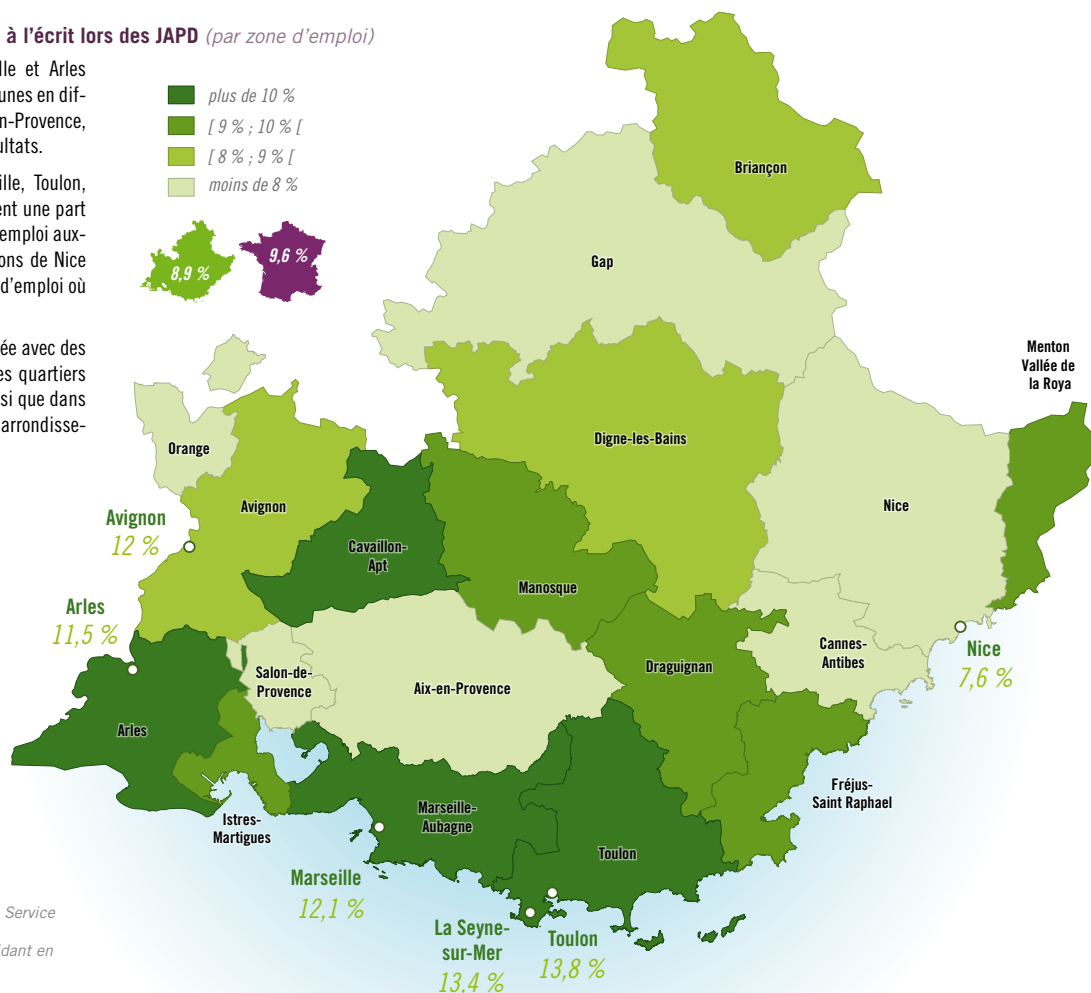 à l'écrit lors des JAPD (par zone d'emploi)
lle et Arles
unes en dif-
n-Provence,
ultats.
ille, Toulon,
ent une part
emploi aux-
ons de Nice
d'emploi où
ée avec des
es quartiers
si que dans
arrondisse-
plus de 10 %
[ 9 % ; 10 % [
[ 8 % ; 9 % [
moins de 8 %
8,9 %
9,6 %
Briançon
Gap
Menton
Vallée de
la Roya
Orange
Digne-les-Bains
Avignon
Nice
Avignon
12 %
Cavaillon-
Apt
Manosque
Arles
11,5 %
Cannes-
Antibes
Nice
7,6 %
Draguignan
Salon-de-
Provence
Aix-en-Provence
Arles
Fréjus-
Saint Raphael
Istres-
Martigues
Marseille-
Aubagne
Toulon
Marseille
12,1 %
La Seyne-
sur-Mer
13,4 %
Toulon
13,8 %
Service
idant en